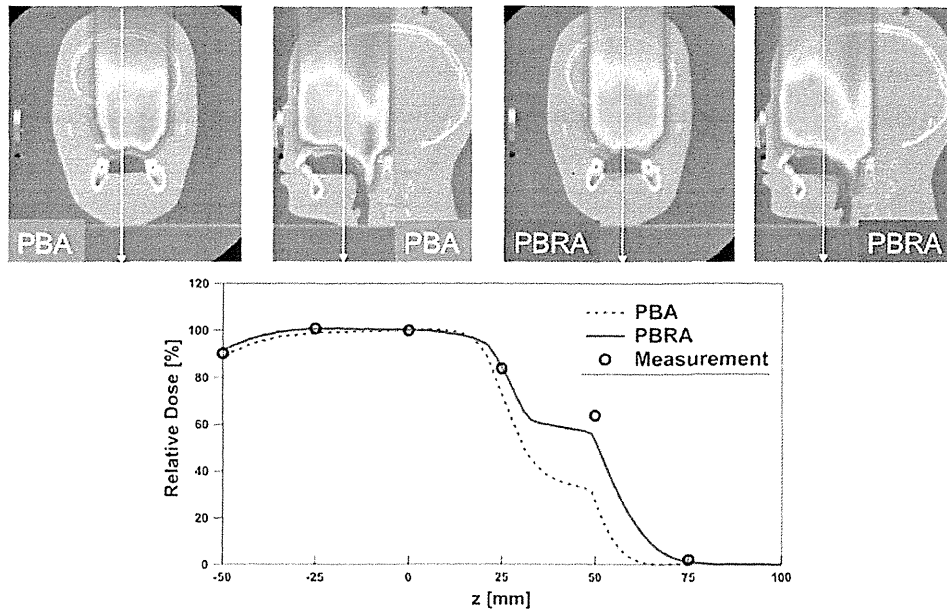 PBA
PBA
PBRA
PBRA
120
100
80
60
40
20
0
Relative Dose [%]
PBA
PBRA
Measurement
-50
-25
0
25
50
75
100
z [mm]